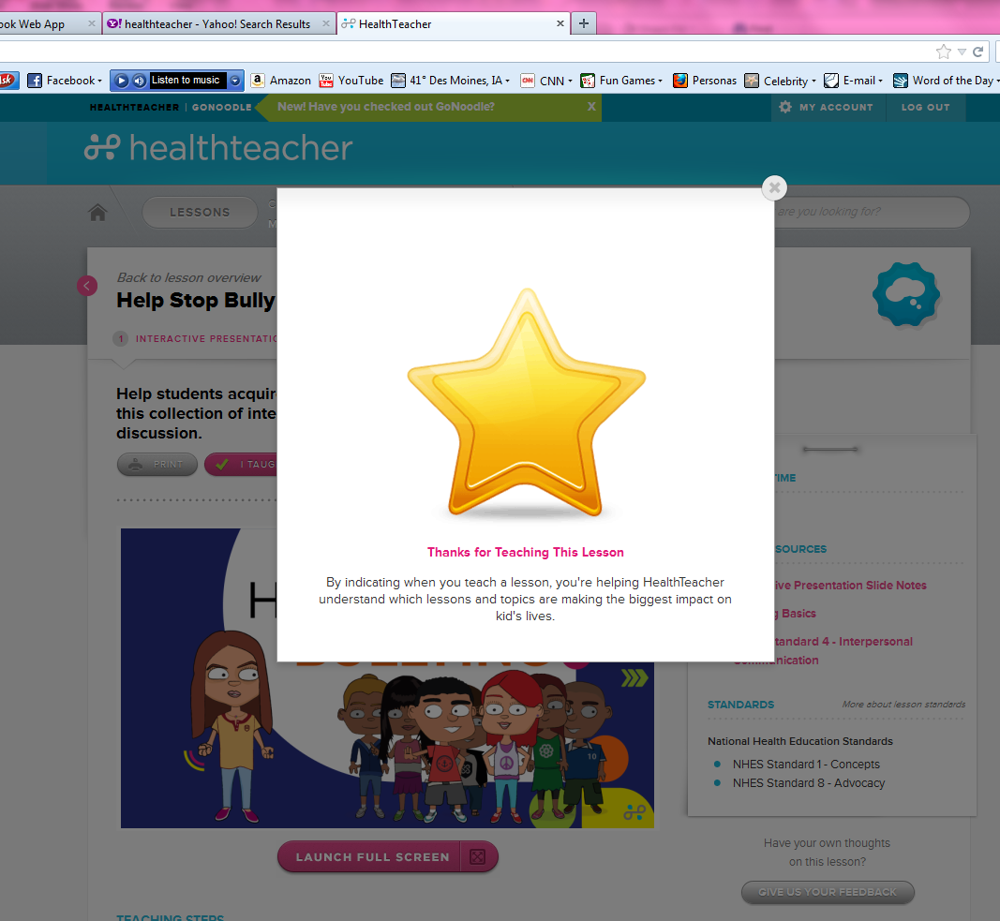 ook Web App
healthteacher - Yahoo! Search Results
HealthTeacher
Ask
Facebook
Listen to music
Amazon
YouTube
41° Des Moines, IA
CNN
Fun Games
Personas
Celebrity
E-mail
Word of the Day
HEALTHTEACHER | GONOODLE
New! Have you checked out GoNoodle?
X
MY ACCOUNT
LOG OUT
healthteacher
LESSONS
are you looking for?
Back to lesson overview
Help Stop Bully
1 INTERACTIVE PRESENTATIO
Help students acquir
this collection of inte
discussion.
PRINT
I TAUG
Thanks for Teaching This Lesson
By indicating when you teach a lesson, you're helping HealthTeacher
understand which lessons and topics are making the biggest impact on
kid's lives.
TIME
SOURCES
ive Presentation Slide Notes
g Basics
tandard 4 - Interpersonal
Communication
STANDARDS
More about lesson standards
National Health Education Standards
NHES Standard 1 - Concepts
NHES Standard 8 - Advocacy
H
BULLYING
10
LAUNCH FULL SCREEN
Have your own thoughts
on this lesson?
GIVE US YOUR FEEDBACK
TEACHING STEPS